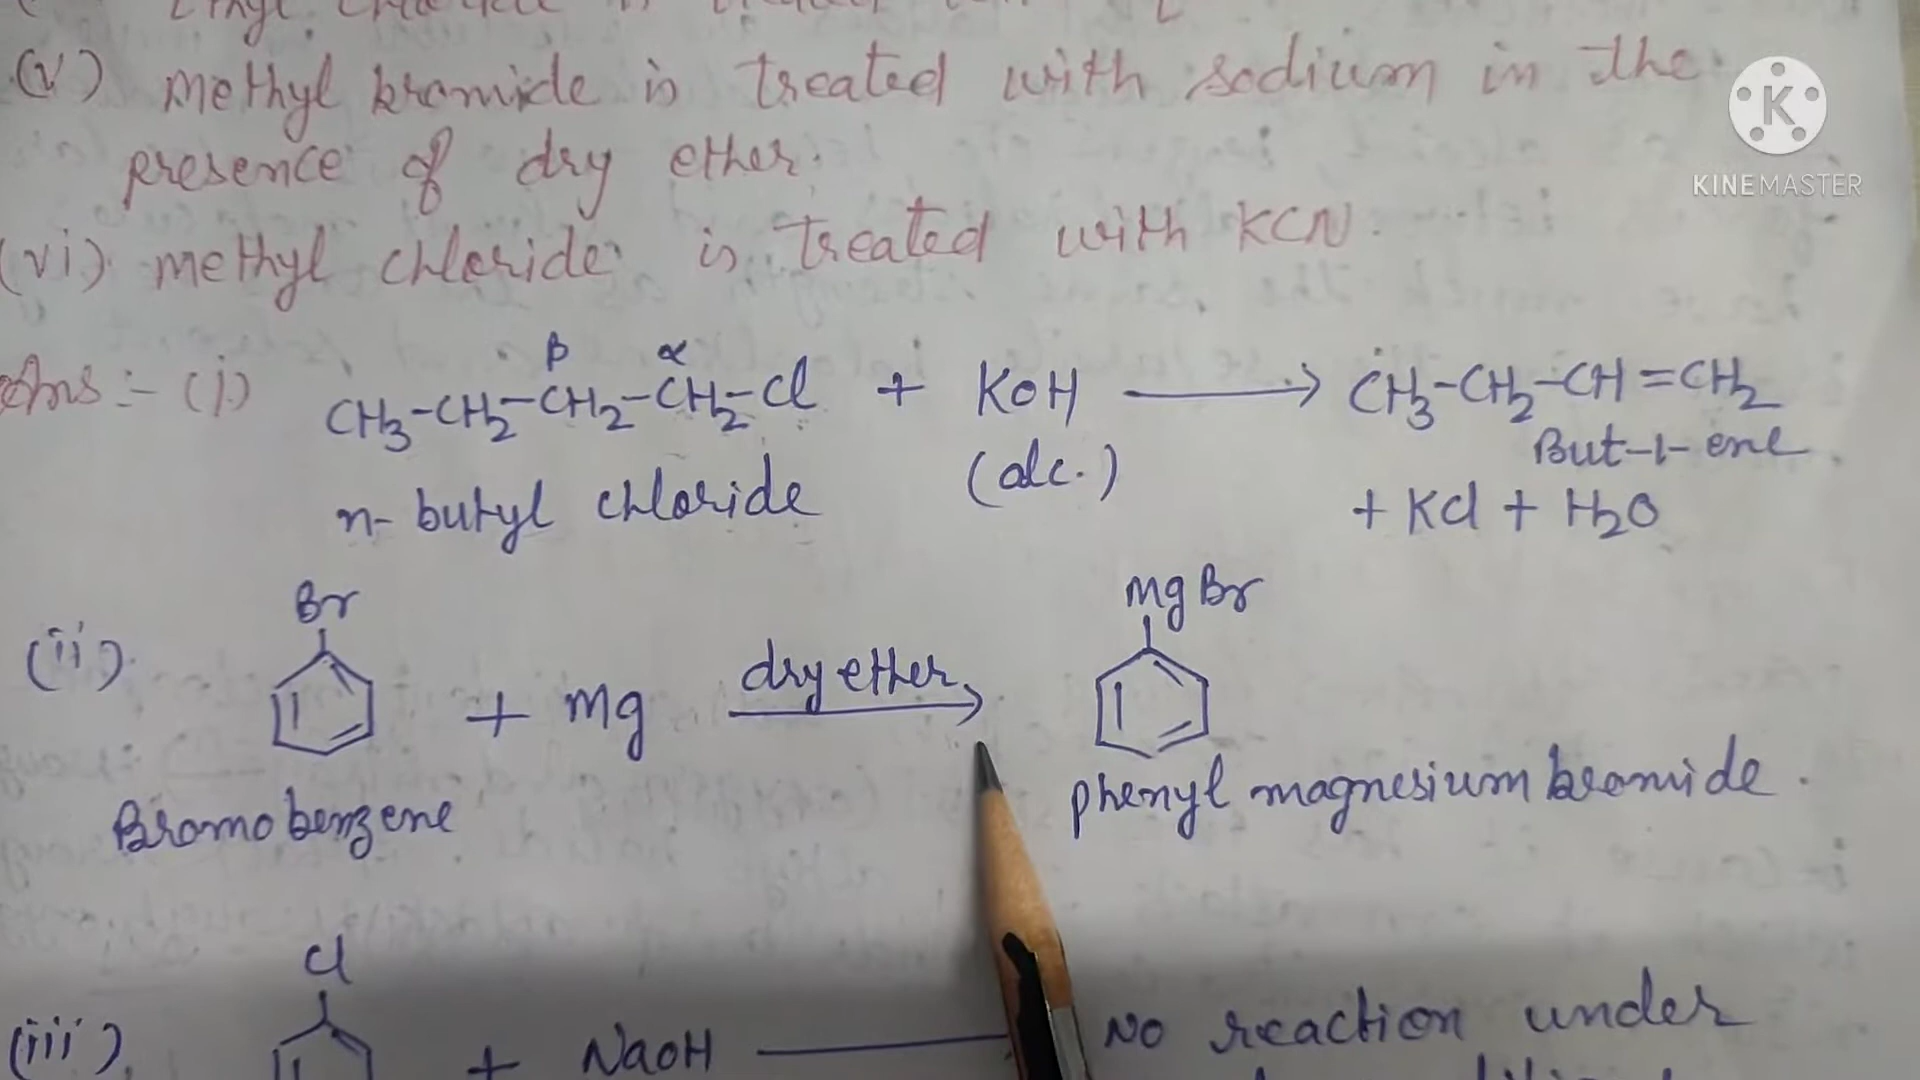 (v) methyl bromide is treated with sodium in the
presence of dry ether.
(vi). methyl chloride is treated with KCN.
Ans :- (i) CH3-CH2-CH2-CH2-Cl + KOH → CH3-CH2-CH=CH2
β α
n-butyl chloride (alc.) But-1-ene
+ KCl + H2O
(ii). Br + Mg dry ether → MgBr
Bromobenzene phenyl magnesium bromide.
(iii). Cl + NaOH No reaction under
K
KINEMASTER